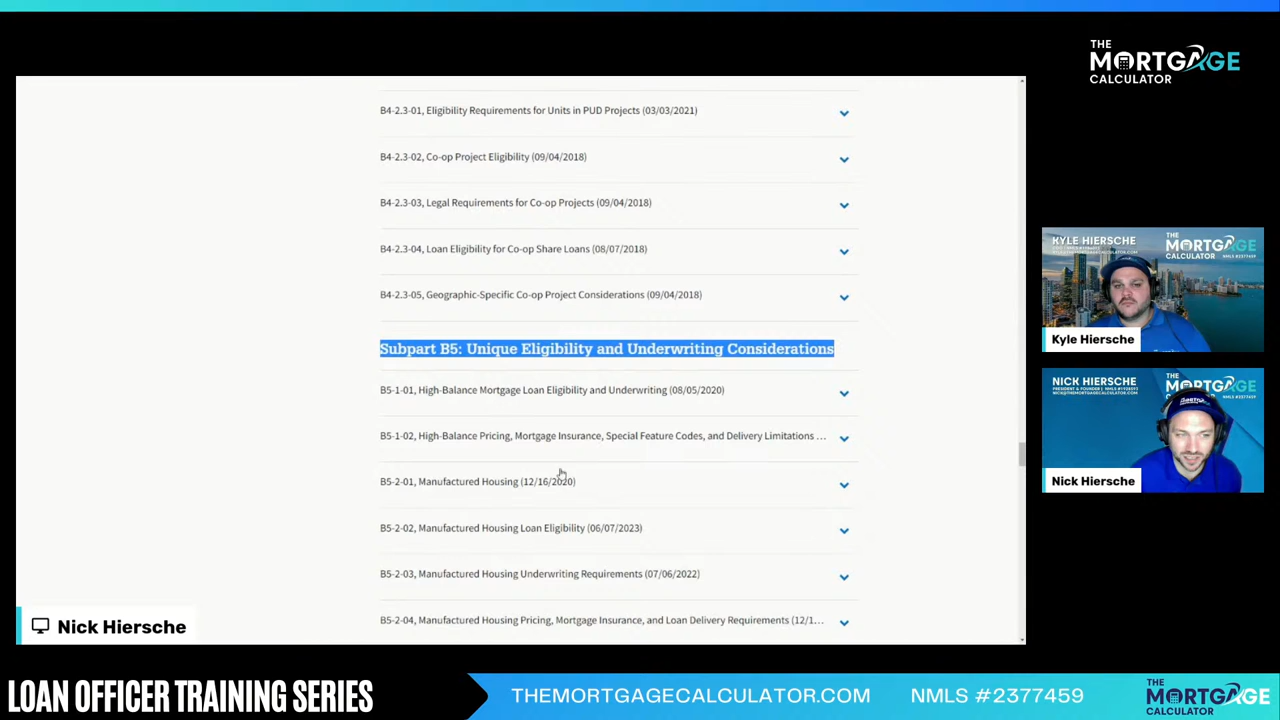 THE
MORTGAGE
CALCULATOR
B4-2.3-01, Eligibility Requirements for Units in PUD Projects (03/03/2021)
B4-2.3-02, Co-op Project Eligibility (09/04/2018)
B4-2.3-03, Legal Requirements for Co-op Projects (09/04/2018)
B4-2.3-04, Loan Eligibility for Co-op Share Loans (08/07/2018)
B4-2.3-05, Geographic-Specific Co-op Project Considerations (09/04/2018)
Subpart B5: Unique Eligibility and Underwriting Considerations
B5-1-01, High-Balance Mortgage Loan Eligibility and Underwriting (08/05/2020)
B5-1-02, High-Balance Pricing, Mortgage Insurance, Special Feature Codes, and Delivery Limitations ...
B5-2-01, Manufactured Housing (12/16/2020)
B5-2-02, Manufactured Housing Loan Eligibility (06/07/2023)
B5-2-03, Manufactured Housing Underwriting Requirements (07/06/2022)
B5-2-04, Manufactured Housing Pricing, Mortgage Insurance, and Loan Delivery Requirements (12/1...
Nick Hiersche
KYLE HIERSCHE
THE
MORTGAGE
CALCULATOR
NMLS #2377459
Kyle Hiersche
NICK HIERSCHE
PRESIDENT & FOUNDER
NICK@THEMORTGAGECALCULATOR.COM
THE
MORTGAGE
CALCULATOR
NMLS #2377459
Nick Hiersche
LOAN OFFICER TRAINING SERIES
THEMORTGAGECALCULATOR.COM
NMLS #2377459
THE
MORTGAGE
CALCULATOR